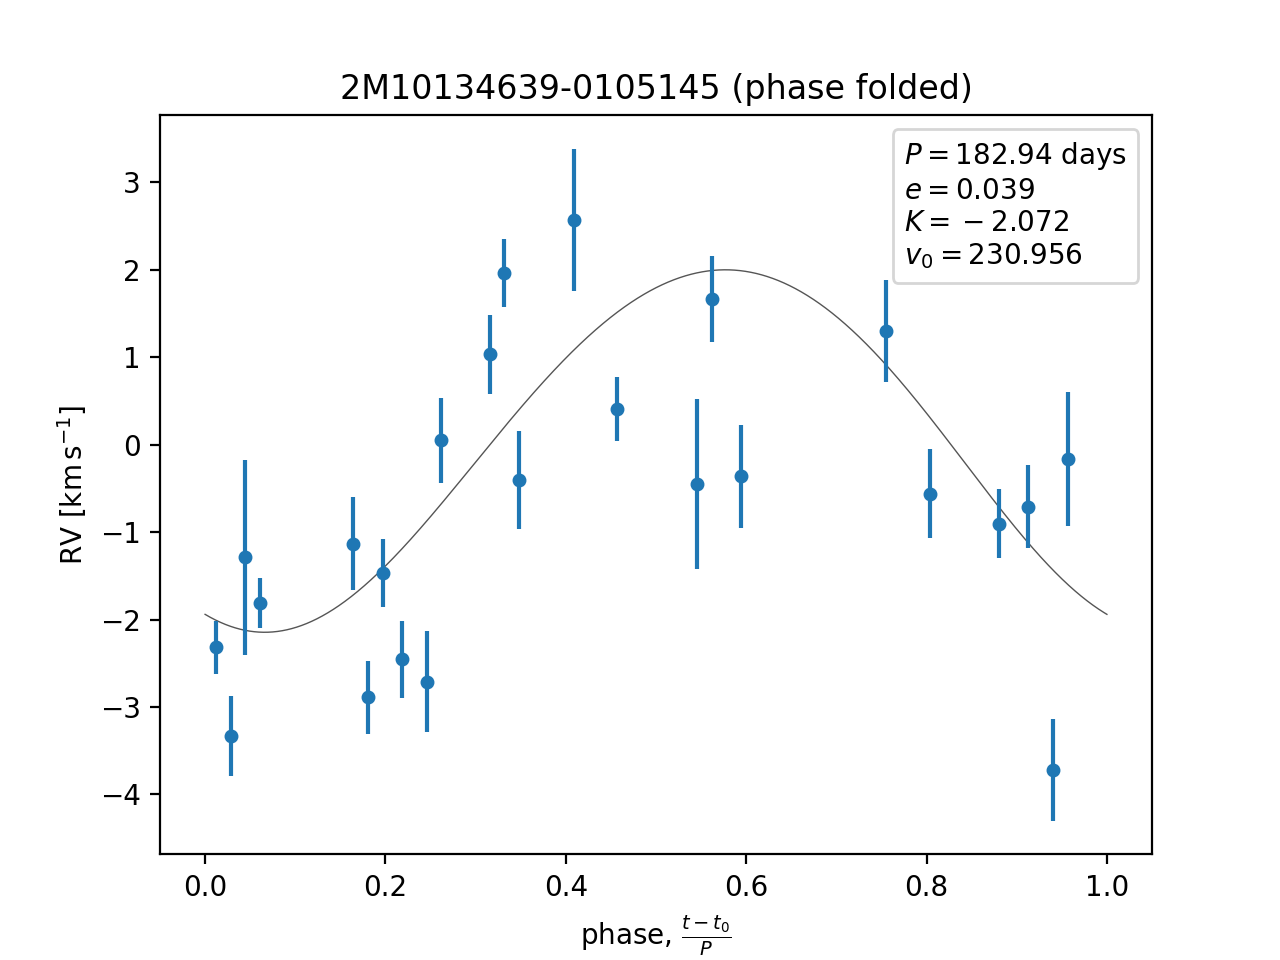 2M10134639-0105145 (phase folded)
P = 182.94 days
e = 0.039
K = −2.072
v₀ = 230.956
RV [km s⁻¹]
3
2
1
0
−1
−2
−3
−4
0.0 0.2 0.4 0.6 0.8 1.0
phase, (t − t₀)/P